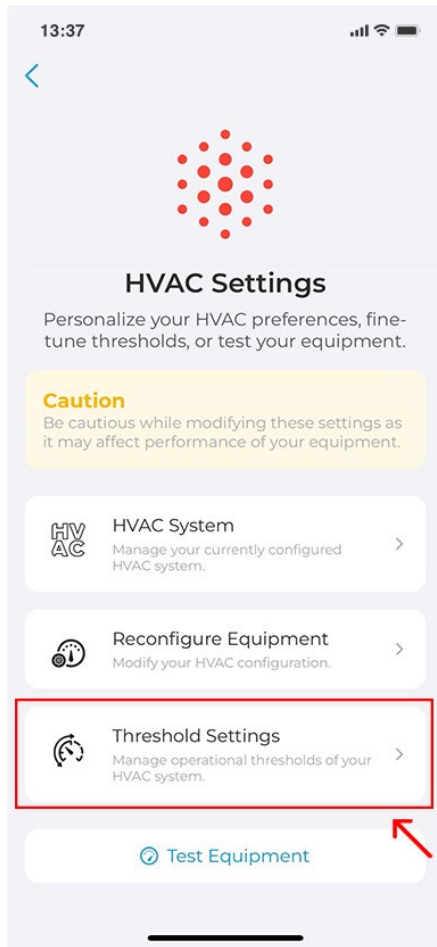 13:37
HVAC Settings
Personalize your HVAC preferences, fine-
tune thresholds, or test your equipment.
Caution
Be cautious while modifying these settings as
it may affect performance of your equipment.
HV
AC
HVAC System
Manage your currently configured
HVAC system.
Reconfigure Equipment
Modify your HVAC configuration.
Threshold Settings
Manage operational thresholds of your
HVAC system.
Test Equipment